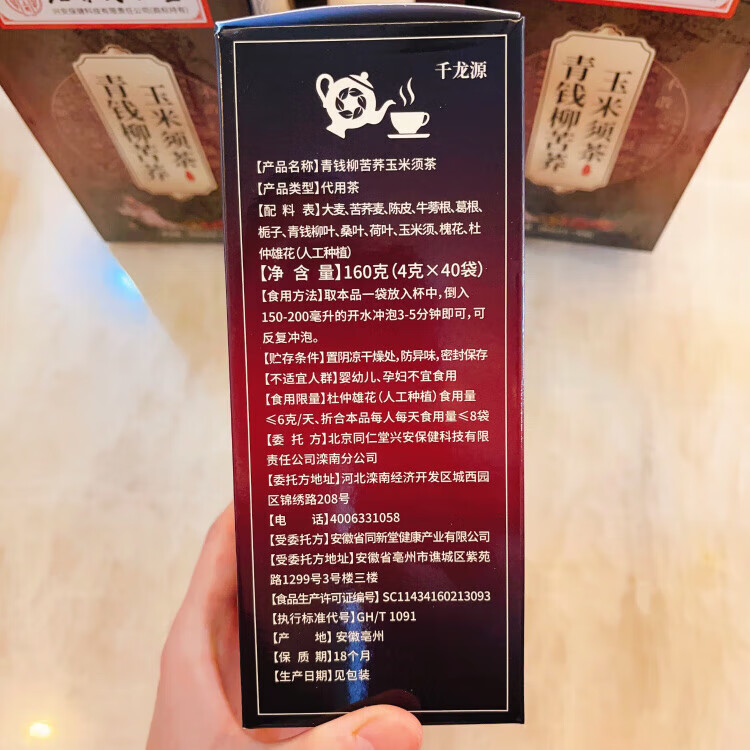 兴安保健科技有限责任公司(商标持有)
玉米须茶
青钱柳苦荞
玉米须茶
青钱柳苦荞
千龙源
【产品名称】青钱柳苦荞玉米须茶
【产品类型】代用茶
【配 料 表】大麦、苦荞麦、陈皮、牛蒡根、葛根、
栀子、青钱柳叶、桑叶、荷叶、玉米须、槐花、杜
仲雄花(人工种植)
【净 含 量】160克(4克×40袋)
【食用方法】取本品一袋放入杯中,倒入
150-200毫升的开水冲泡3-5分钟即可,可
反复冲泡。
【贮存条件】置阴凉干燥处,防异味,密封保存
【不适宜人群】婴幼儿、孕妇不宜食用
【食用限量】杜仲雄花(人工种植)食用量
≤6克/天、折合本品每人每天食用量≤8袋
【委 托 方】北京同仁堂兴安保健科技有限
责任公司滦南分公司
【委托方地址】河北滦南经济开发区城西园
区锦绣路208号
【电 话】4006331058
【受委托方】安徽省同新堂健康产业有限公司
【受委托方地址】安徽省亳州市谯城区紫苑
路1299号3号楼三楼
【食品生产许可证编号】SC11434160213093
【执行标准代号】GH/T 1091
【产 地】安徽亳州
【保 质 期】18个月
【生产日期】见包装